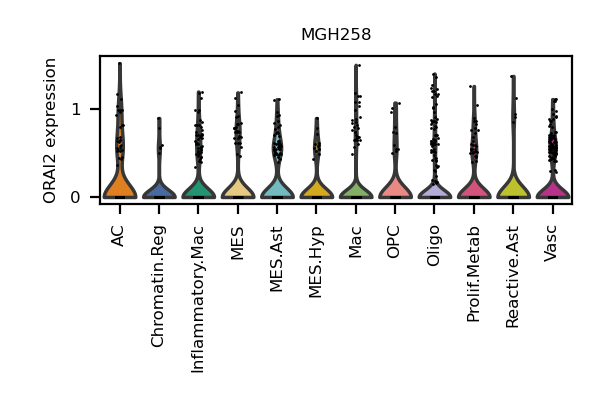 MGH258
ORAI2 expression
1
0
AC
Chromatin.Reg
Inflammatory.Mac
MES
MES.Ast
MES.Hyp
Mac
OPC
Oligo
Prolif.Metab
Reactive.Ast
Vasc